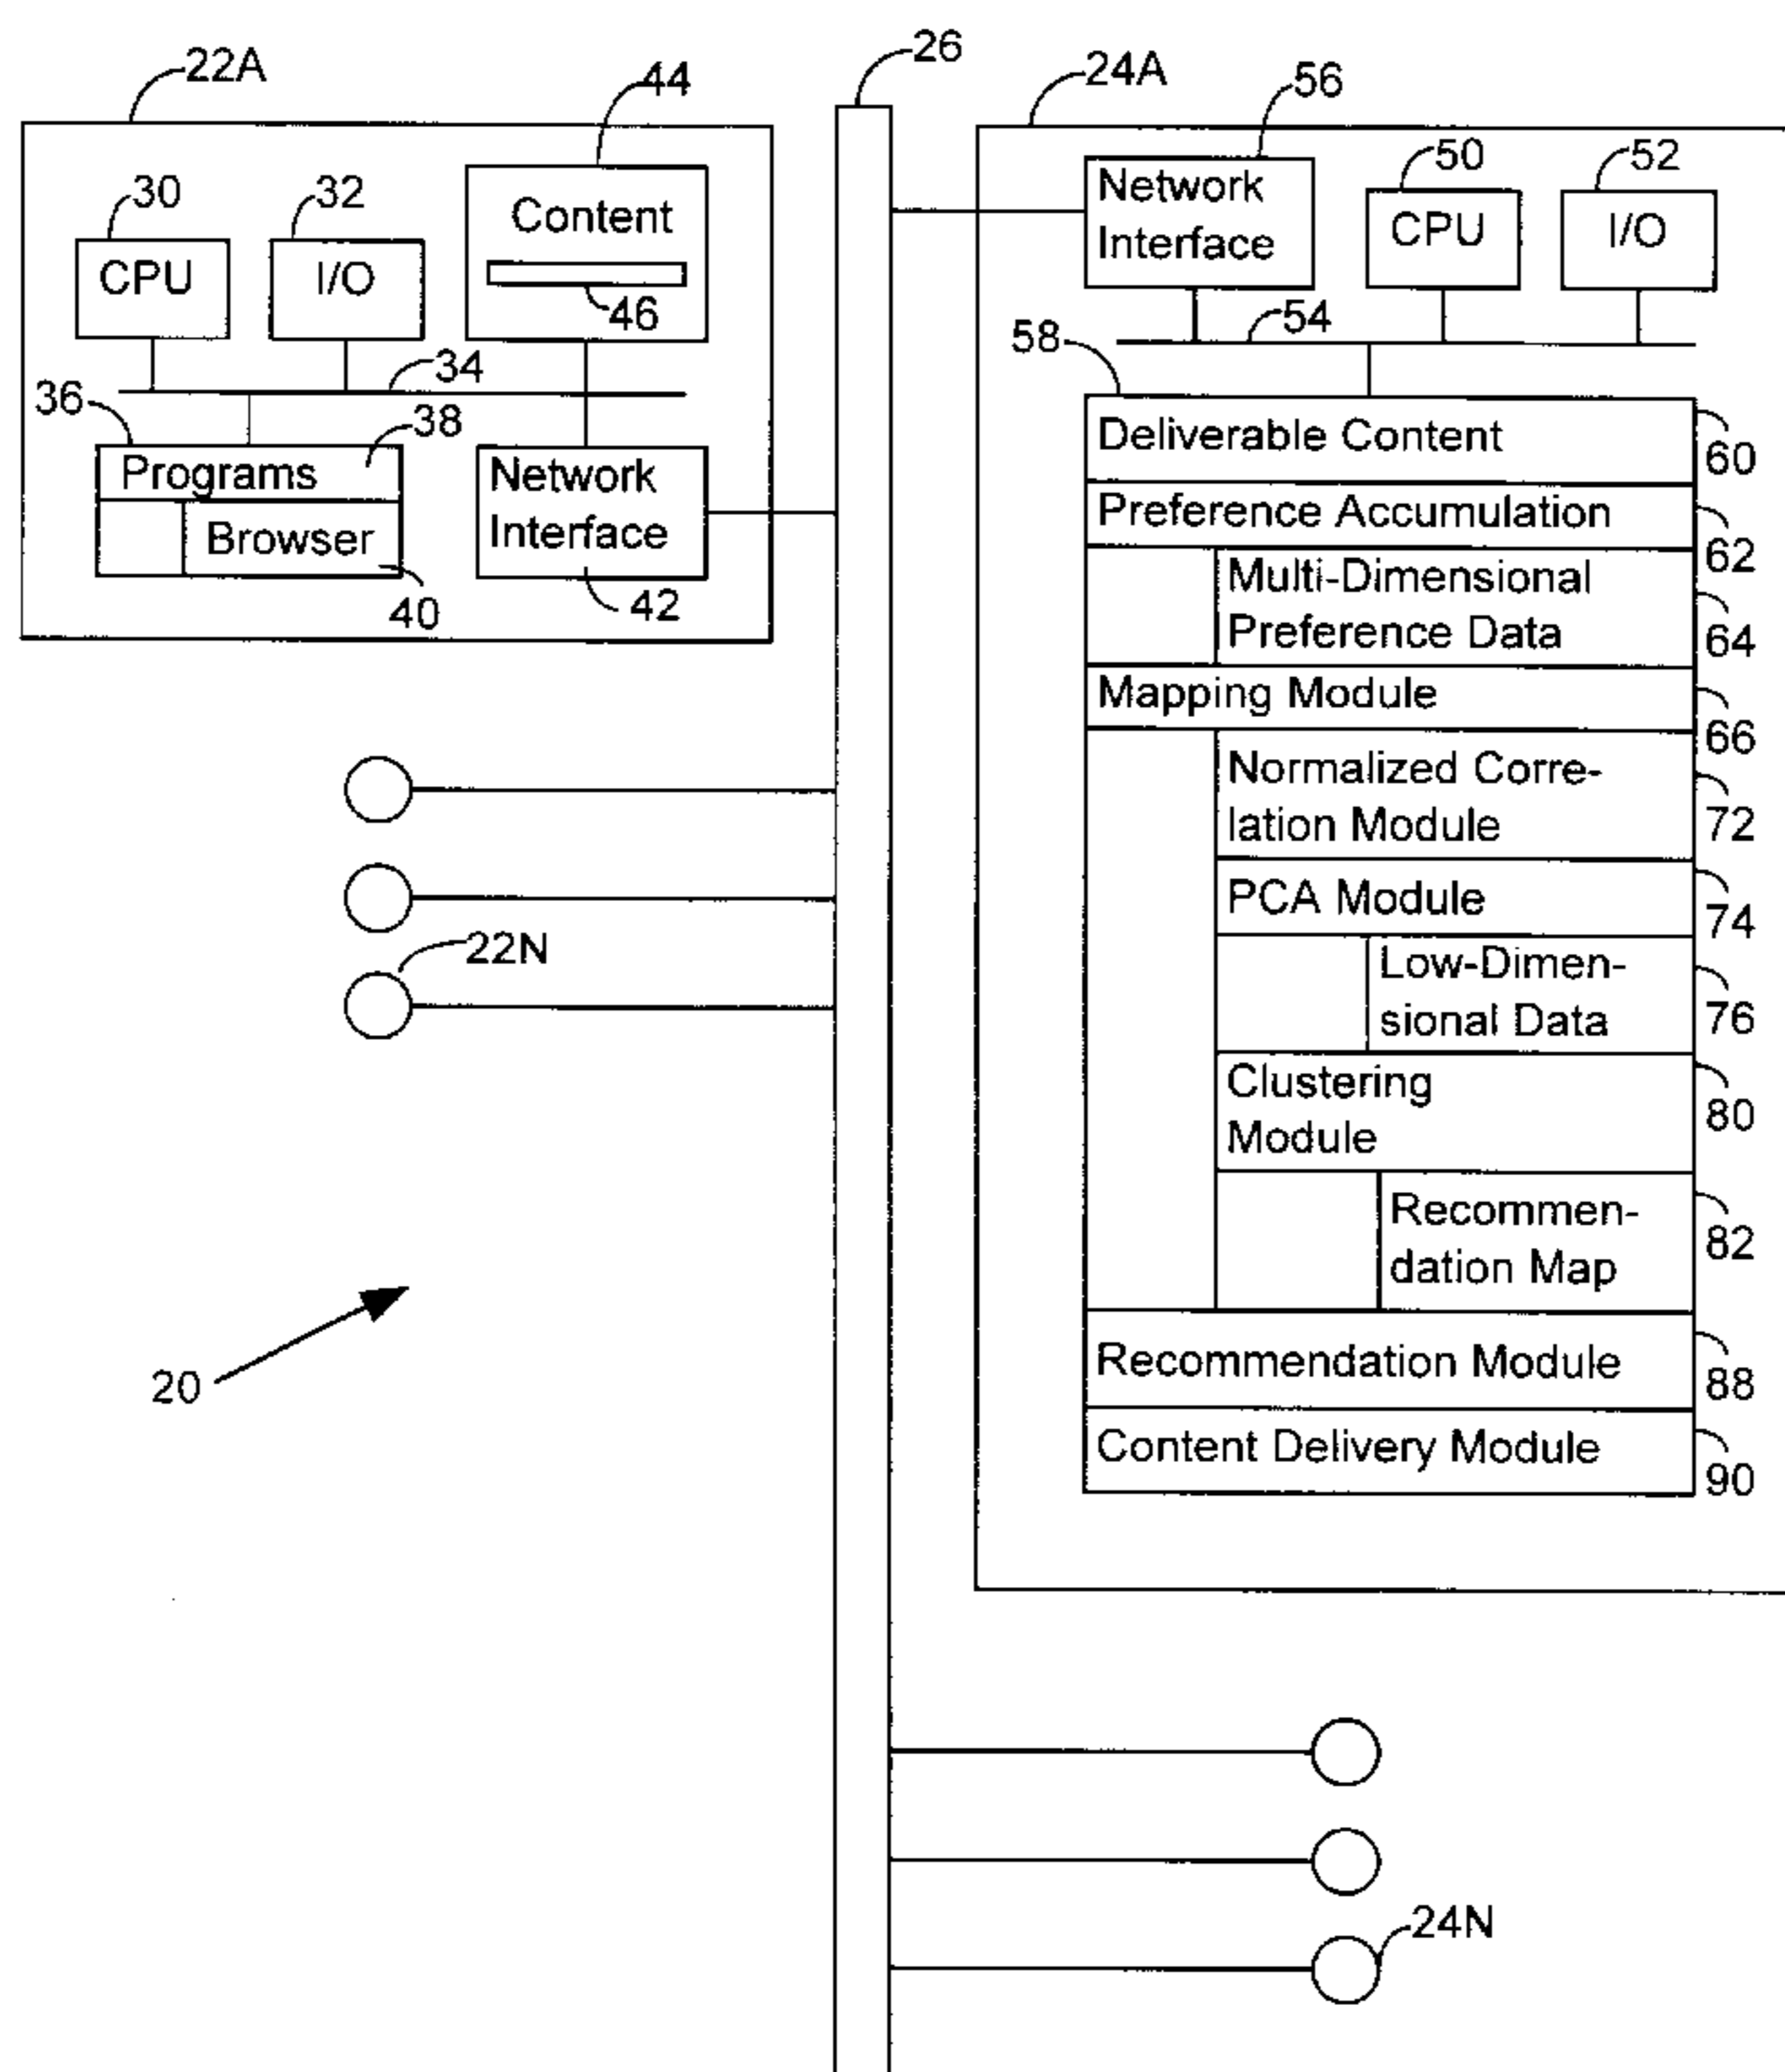 26
22A
44
24A
56
30
32
Content
46
CPU
I/O
34
36
38
Programs
Browser
40
Network
Interface
42
Network
Interface
50
CPU
52
I/O
54
58
Deliverable Content
60
Preference Accumulation
62
Multi-Dimensional
Preference Data
64
Mapping Module
66
Normalized Corre-
lation Module
72
PCA Module
74
Low-Dimen-
sional Data
76
Clustering
Module
80
Recommen-
dation Map
82
Recommendation Module
88
Content Delivery Module
90
22N
20
24N